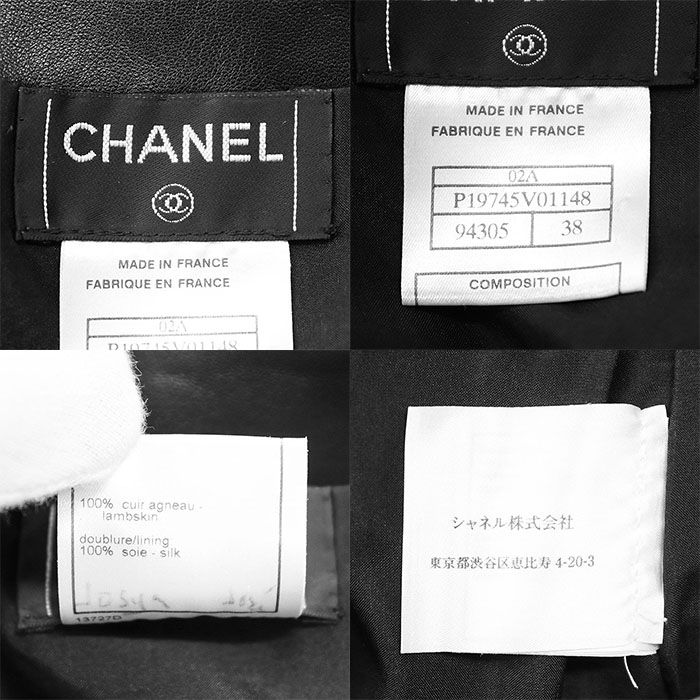 CHANEL
MADE IN FRANCE
FABRIQUE EN FRANCE
02A
P19745V01148
MADE IN FRANCE
FABRIQUE EN FRANCE
02A
P19745V01148
94305 38
COMPOSITION
100% cuir agneau -
lambskin
doublure/lining:
100% soie - silk
13727D
シャネル株式会社
東京都渋谷区恵比寿 4-20-3